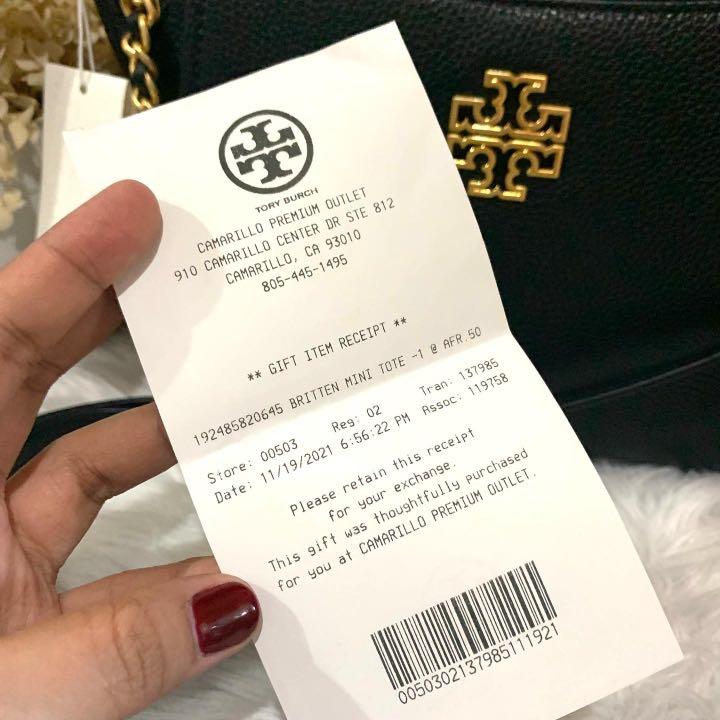 TORY BURCH
CAMARILLO PREMIUM OUTLET
910 CAMARILLO CENTER DR STE 812
CAMARILLO, CA 93010
805-445-1495
** GIFT ITEM RECEIPT **
192485820645 BRITTEN MINI TOTE -1 @ AFR.50
Store: 00503 Reg: 02 Tran: 137985
Date: 11/19/2021 6:56:22 PM Assoc: 119758
Please retain this receipt
for your exchange.
This gift was thoughtfully purchased
for you at CAMARILLO PREMIUM OUTLET.
0050302137985111921